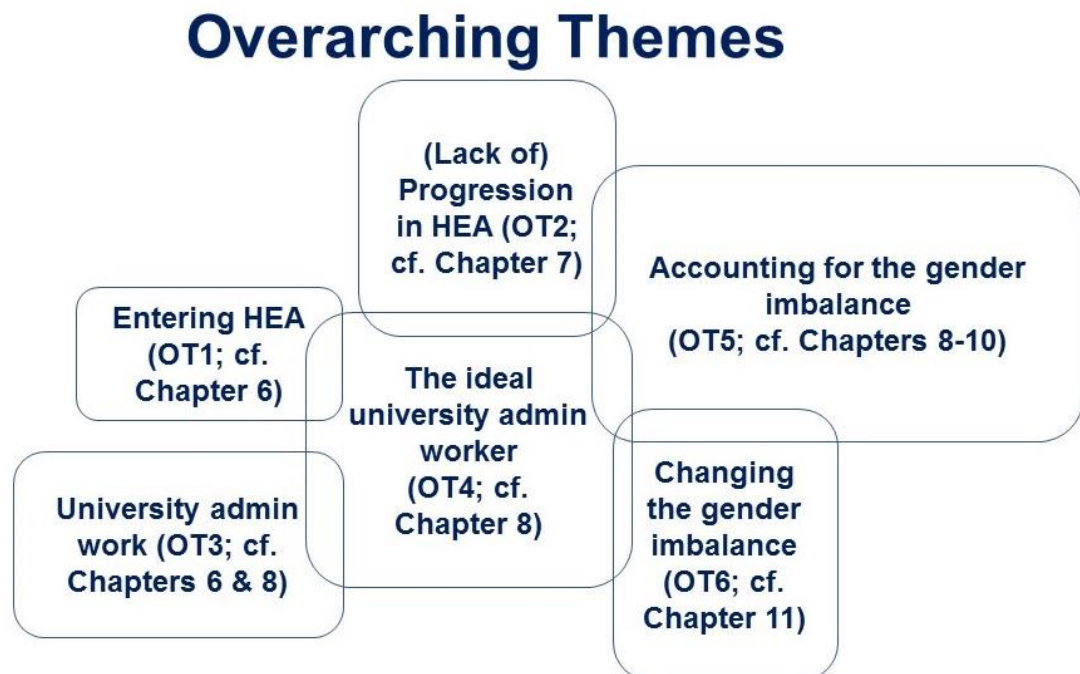 Overarching Themes
(Lack of)
Progression
in HEA (OT2;
cf. Chapter 7)
Accounting for the gender
imbalance
(OT5; cf. Chapters 8-10)
Entering HEA
(OT1; cf.
Chapter 6)
The ideal
university admin
worker
(OT4; cf.
Chapter 8)
University admin
work (OT3; cf.
Chapters 6 & 8)
Changing
the gender
imbalance
(OT6; cf.
Chapter 11)